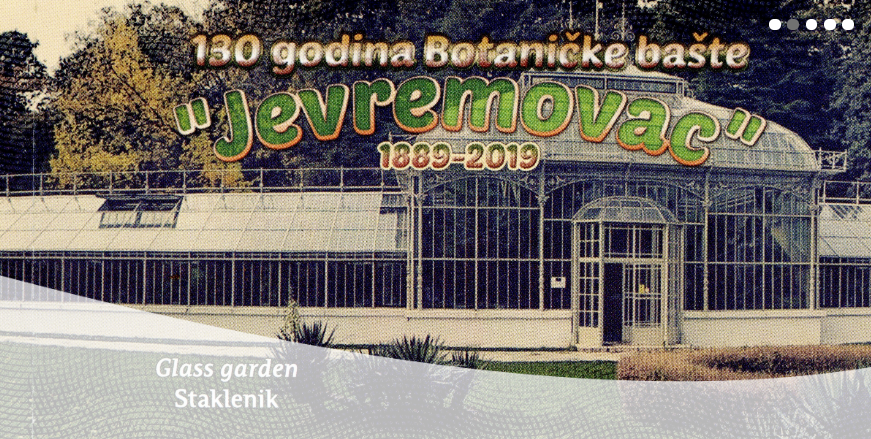 130 godina Botaničke bašte
"Jevremovac"
1889-2019
Glass garden
Staklenik